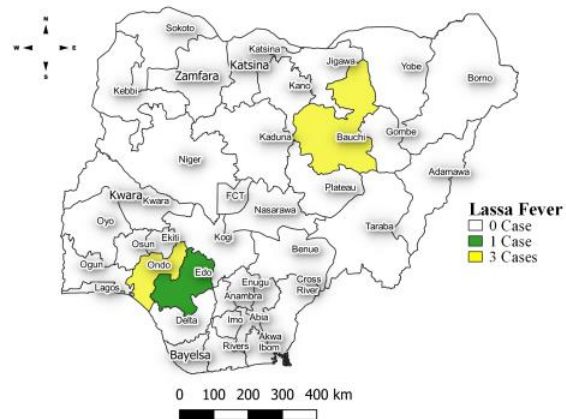 N
W E
S
Sokoto
Katsina
Katsina
Jigawa
Yobe
Borno
Zamfara
Kebbi
Kano
Kaduna
Bauchi
Gombe
Niger
Adamawa
Plateau
Kwara
Kwara
FCT
Nasarawa
Taraba
Oyo
Ekiti
Kogi
Osun
Benue
Ogun
Ondo
Edo
Enugu
Cross
River
Lagos
Anambra
Delta
Imo
Abia
Bayelsa
Rivers
Akwa
Ibom
Lassa Fever
0 Case
1 Case
3 Cases
0 100 200 300 400 km